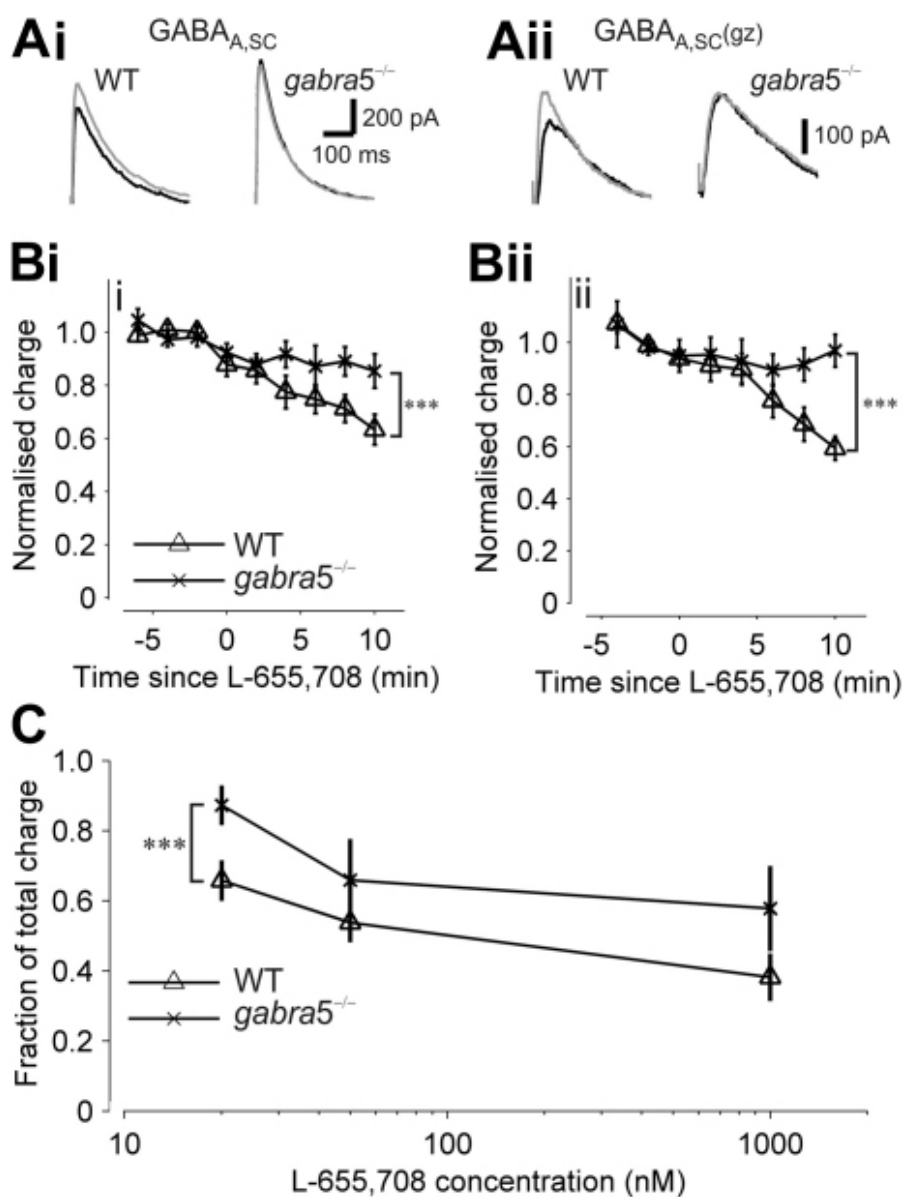 Ai GABA_A,SC Aii GABA_A,SC(gz)
WT gabra5−/− WT gabra5−/−
200 pA
100 ms
100 pA
Bi Bii
i ii
Normalised charge
1.0
0.8
0.6
0.4
0.2
0
***
WT
gabra5−/−
-5 0 5 10
Time since L-655,708 (min)
Normalised charge
1.0
0.8
0.6
0.4
0.2
0
***
-5 0 5 10
Time since L-655,708 (min)
C
Fraction of total charge
1.0
0.8
0.6
0.4
0.2
0
***
WT
gabra5−/−
10 100 1000
L-655,708 concentration (nM)